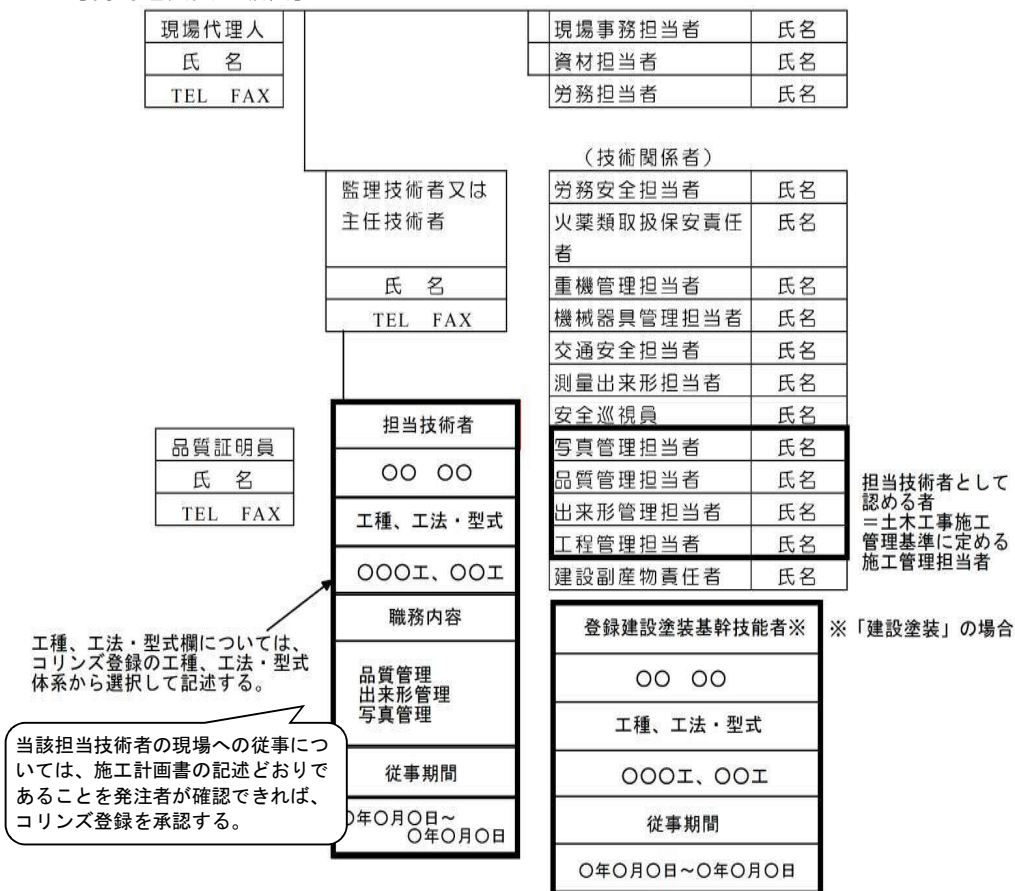 現場代理人
氏 名
TEL FAX
現場事務担当者 氏名
資材担当者 氏名
労務担当者 氏名
(技術関係者)
監理技術者又は
主任技術者
氏 名
TEL FAX
労務安全担当者 氏名
火薬類取扱保安責任 氏名
者
重機管理担当者 氏名
機械器具管理担当者 氏名
交通安全担当者 氏名
測量出来形担当者 氏名
安全巡視員 氏名
写真管理担当者 氏名
品質管理担当者 氏名
出来形管理担当者 氏名
工程管理担当者 氏名
建設副産物責任者 氏名
担当技術者として
認める者
=土木工事施工
管理基準に定める
施工管理担当者
品質証明員
氏 名
TEL FAX
担当技術者
○○ ○○
工種、工法・型式
○○○工、○○工
職務内容
品質管理
出来形管理
写真管理
従事期間
○年○月○日~
○年○月○日
工種、工法・型式欄については、
コリンズ登録の工種、工法・型式
体系から選択して記述する。
当該担当技術者の現場への従事につ
いては、施工計画書の記述どおりで
あることを発注者が確認できれば、
コリンズ登録を承認する。
登録建設塗装基幹技能者※
※「建設塗装」の場合
○○ ○○
工種、工法・型式
○○○工、○○工
従事期間
○年○月○日~○年○月○日